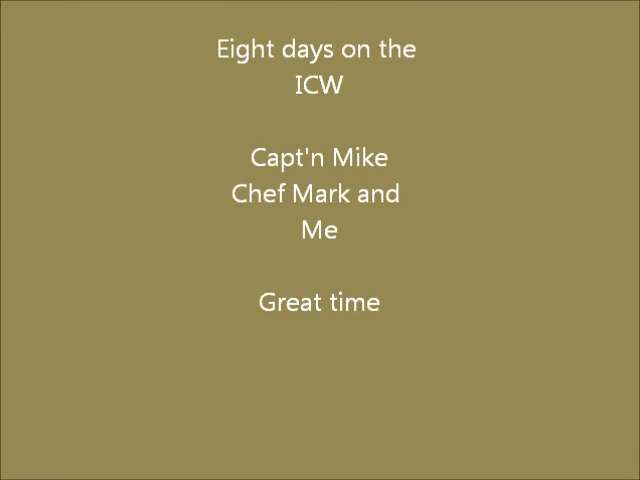 Eight days on the
ICW
Capt'n Mike
Chef Mark and
Me
Great time